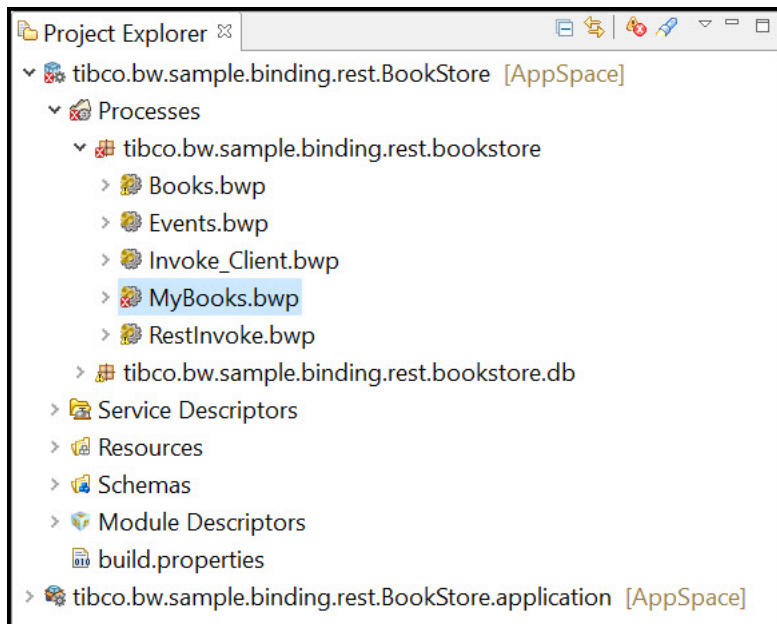 Project Explorer
tibco.bw.sample.binding.rest.BookStore [AppSpace]
Processes
tibco.bw.sample.binding.rest.bookstore
Books.bwp
Events.bwp
Invoke_Client.bwp
MyBooks.bwp
RestInvoke.bwp
tibco.bw.sample.binding.rest.bookstore.db
Service Descriptors
Resources
Schemas
Module Descriptors
build.properties
tibco.bw.sample.binding.rest.BookStore.application [AppSpace]